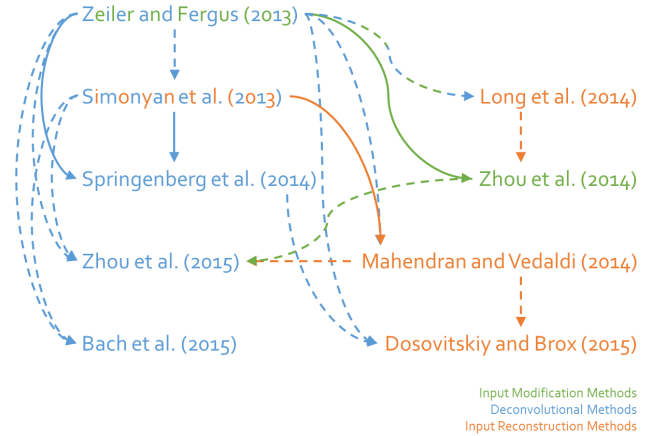 Zeiler and Fergus (2013)
Simonyan et al. (2013)
Long et al. (2014)
Springenberg et al. (2014)
Zhou et al. (2014)
Zhou et al. (2015)
Mahendran and Vedaldi (2014)
Bach et al. (2015)
Dosovitskiy and Brox (2015)
Input Modification Methods
Deconvolutional Methods
Input Reconstruction Methods